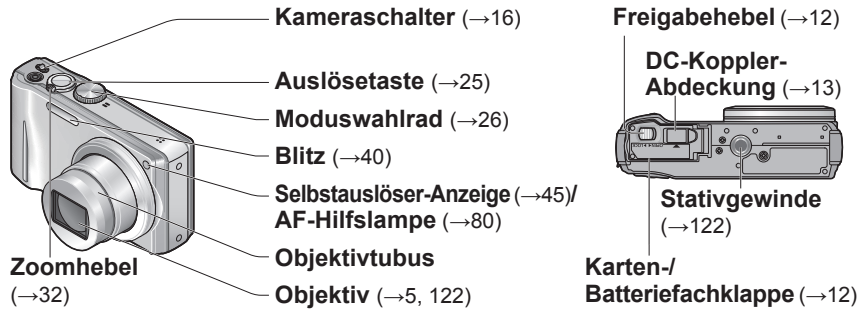 Kameraschalter (→16)
Auslösetaste (→25)
Moduswahlrad (→26)
Blitz (→40)
Selbstauslöser-Anzeige (→45)/
AF-Hilfslampe (→80)
Objektivtubus
Objektiv (→5, 122)
Zoomhebel
(→32)
Freigabehebel (→12)
DC-Koppler-
Abdeckung (→13)
Stativgewinde
(→122)
Karten-/
Batteriefachklappe (→12)